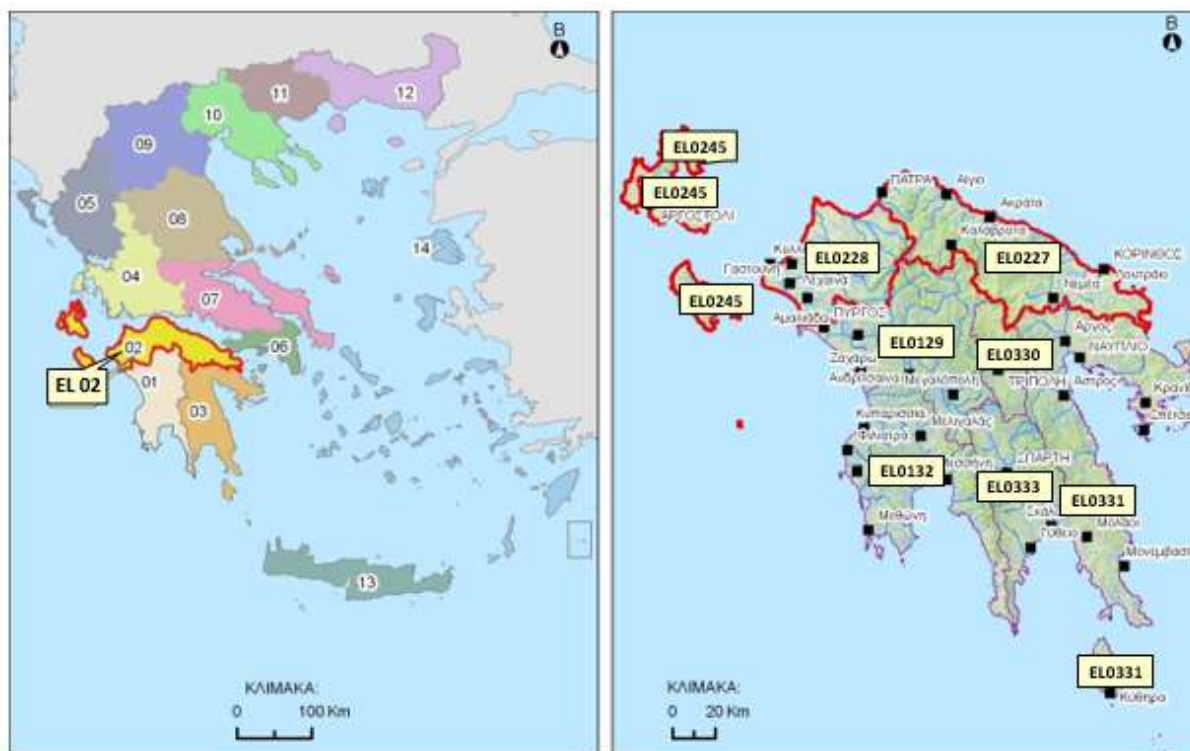 B
11
12
10
09
05
08
14
04
07
06
02
EL 02
01
03
13
ΚΛΙΜΑΚΑ:
0 100 Km
B
EL0245
EL0245
ΑΡΓΟΣΤΟΛΙ
ΠΑΤΡΑ
Αίγιο
Ακράτα
Καλάβρυτα
ΚΟΡΙΝΘΟΣ
Λουτράκι
EL0228
EL0227
Γαστούνη
Λεχαινά
Νεμέα
EL0245
ΠΥΡΓΟΣ
Αμαλιάδα
Άργος
ΝΑΥΠΛΙΟ
EL0129
EL0330
Ζαχάρω
Ανδρίτσαινα
Μεγαλόπολη
ΤΡΙΠΟΛΗ
Άστρος
Κυπαρισσία
Μελιγαλάς
Φιλιατρά
ΣΠΑΡΤΗ
EL0132
EL0333
EL0331
Μεθώνη
Γύθειο
Μολάοι
EL0331
Κύθηρα
ΚΛΙΜΑΚΑ:
0 20 Km